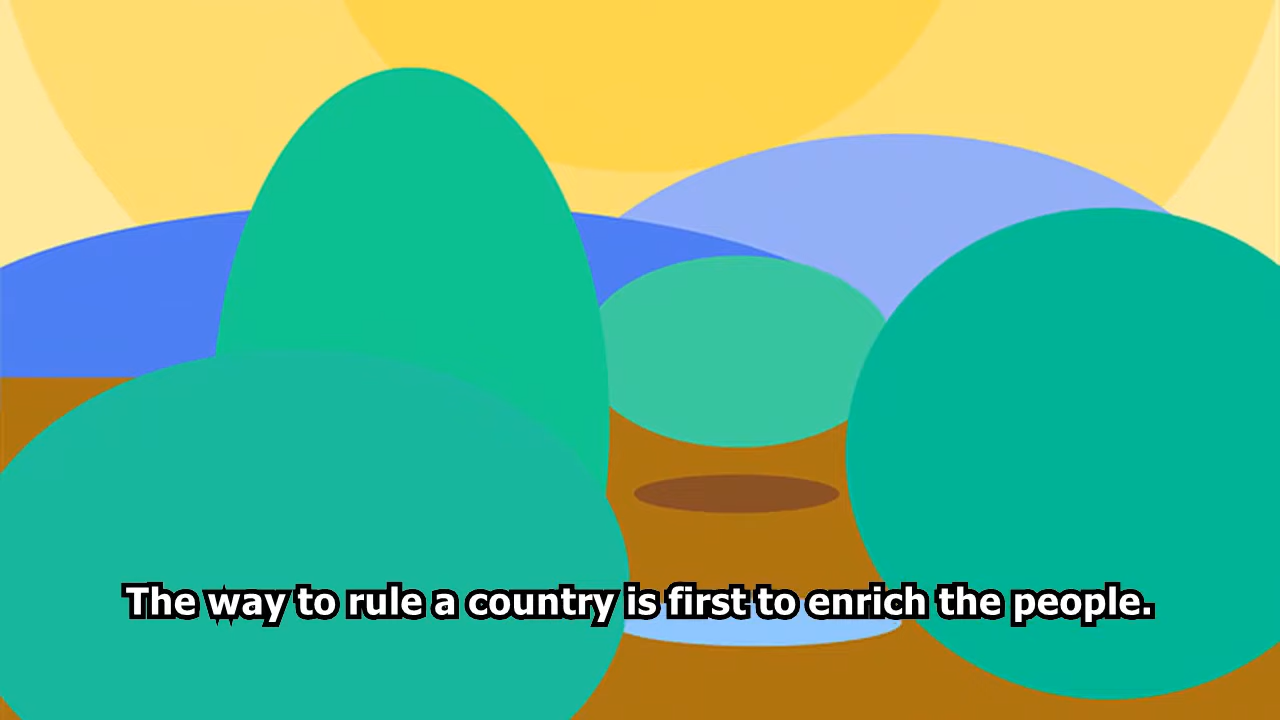 The way to rule a country is first to enrich the people.